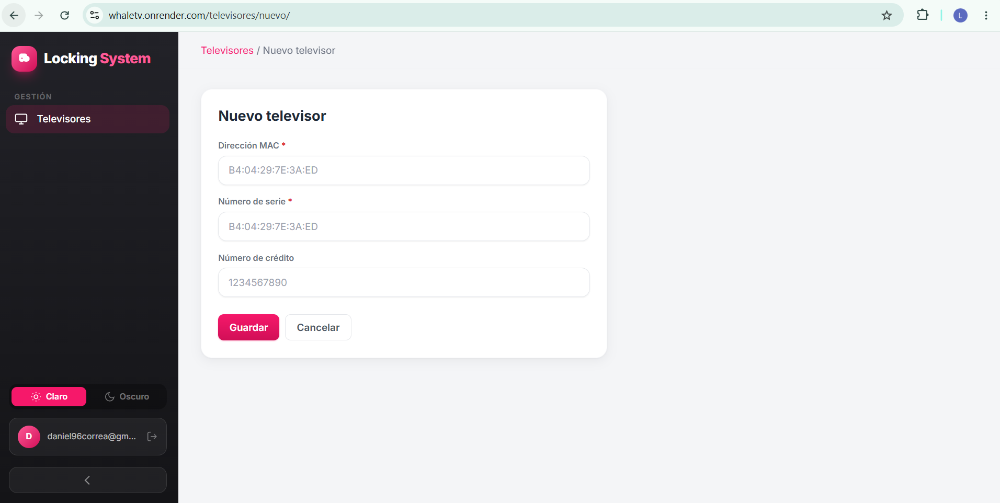 whaletv.onrender.com/televisores/nuevo/
L
Locking System
GESTIÓN
Televisores
Claro
Oscuro
D
daniel96correa@gm...
Televisores / Nuevo televisor
Nuevo televisor
Dirección MAC *
B4:04:29:7E:3A:ED
Número de serie *
B4:04:29:7E:3A:ED
Número de crédito
1234567890
Guardar
Cancelar